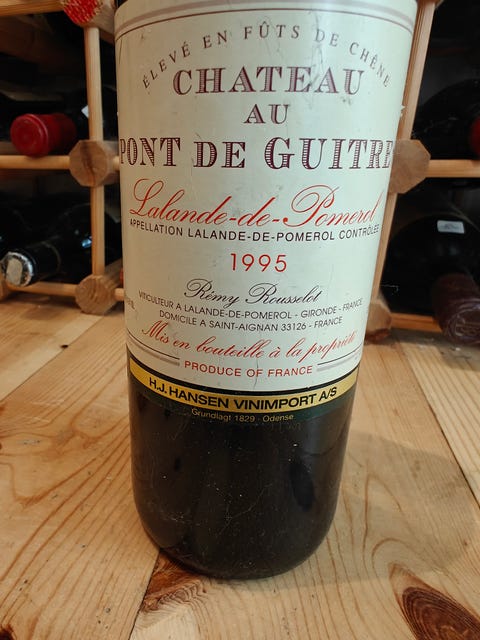 ÉLEVÉ EN FÛTS DE CHÊNE
CHATEAU
AU
PONT DE GUITRE
Lalande-de-Pomerol
APPELLATION LALANDE-DE-POMEROL CONTRÔLÉE
1995
Rémy Rousselot
VITICULTEUR A LALANDE-DE-POMEROL - GIRONDE - FRANCE
DOMICILE A SAINT-AIGNAN 33126 - FRANCE
Mis en bouteille à la propriété
PRODUCE OF FRANCE
H.J. HANSEN VINIMPORT A/S
Grundlagt 1829 · Odense